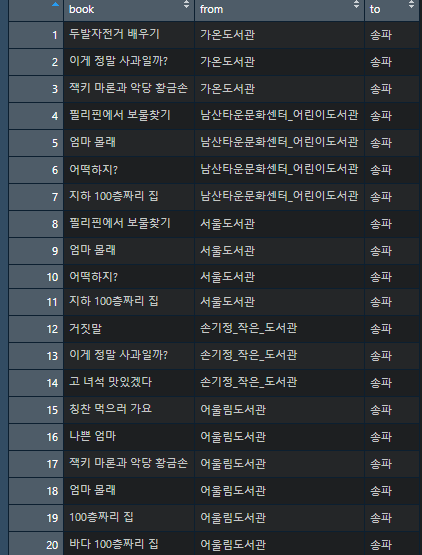 book from to
1 두발자전거 배우기 가온도서관 송파
2 이게 정말 사과일까? 가온도서관 송파
3 잭키 마론과 악당 황금손 가온도서관 송파
4 필리핀에서 보물찾기 남산타운문화센터_어린이도서관 송파
5 엄마 몰래 남산타운문화센터_어린이도서관 송파
6 어떡하지? 남산타운문화센터_어린이도서관 송파
7 지하 100층짜리 집 남산타운문화센터_어린이도서관 송파
8 필리핀에서 보물찾기 서울도서관 송파
9 엄마 몰래 서울도서관 송파
10 어떡하지? 서울도서관 송파
11 지하 100층짜리 집 서울도서관 송파
12 거짓말 손기정_작은_도서관 송파
13 이게 정말 사과일까? 손기정_작은_도서관 송파
14 고 녀석 맛있겠다 손기정_작은_도서관 송파
15 칭찬 먹으러 가요 어울림도서관 송파
16 나쁜 엄마 어울림도서관 송파
17 잭키 마론과 악당 황금손 어울림도서관 송파
18 엄마 몰래 어울림도서관 송파
19 100층짜리 집 어울림도서관 송파
20 바다 100층짜리 집 어울림도서관 송파